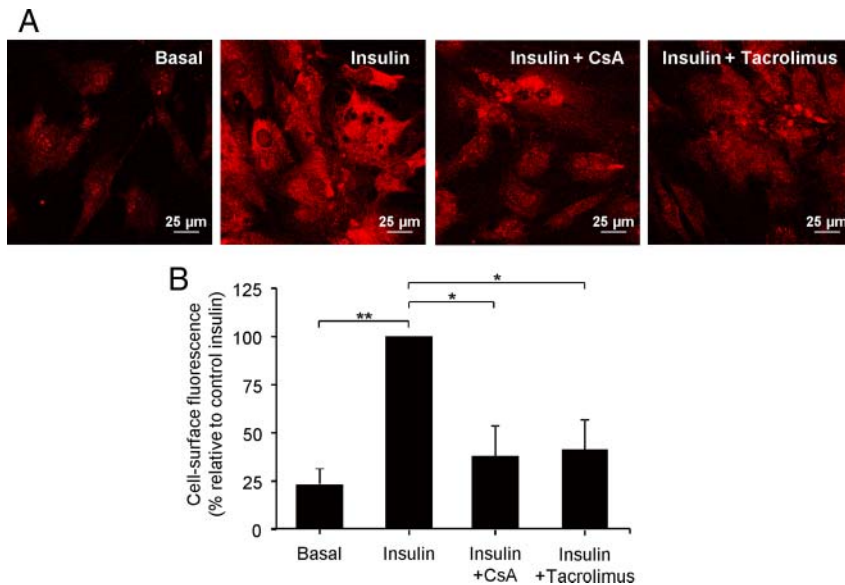 A
Basal
Insulin
Insulin + CsA
Insulin + Tacrolimus
25 µm
25 µm
25 µm
25 µm
B
Cell-surface fluorescence
(% relative to control insulin)
125
100
75
50
25
0
**
*
*
Basal
Insulin
Insulin
+CsA
Insulin
+Tacrolimus